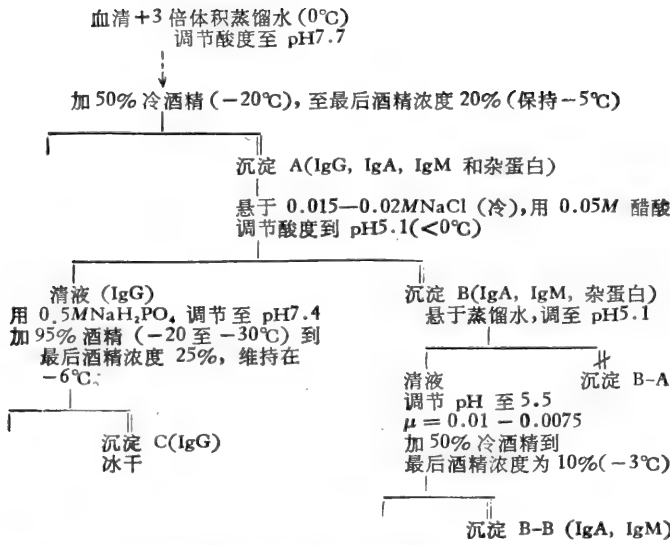 血清+3 倍体积蒸馏水(0℃)
调节酸度至 pH7.7
加50%冷酒精(-20℃),至最后酒精浓度20%(保持-5℃)
沉淀 A(IgG, IgA, IgM 和杂蛋白)
悬于 0.015—0.02MNaCl (冷),用 0.05M 醋酸
调节酸度到 pH5.1(<0℃)
清液 (IgG)
用 0.5MNaH₂PO₄ 调节至 pH7.4
加95%酒精(-20至-30℃)到
最后酒精浓度 25%,维持在
-6℃
沉淀 C(IgG)
冰干
沉淀 B(IgA, IgM, 杂蛋白)
悬于蒸馏水,调至pH5.1
沉淀 B-A
清液
调节 pH 至 5.5
μ=0.01-0.0075
加50%冷酒精到
最后酒精浓度为10%(-3℃)
沉淀 B-B (IgA, IgM)